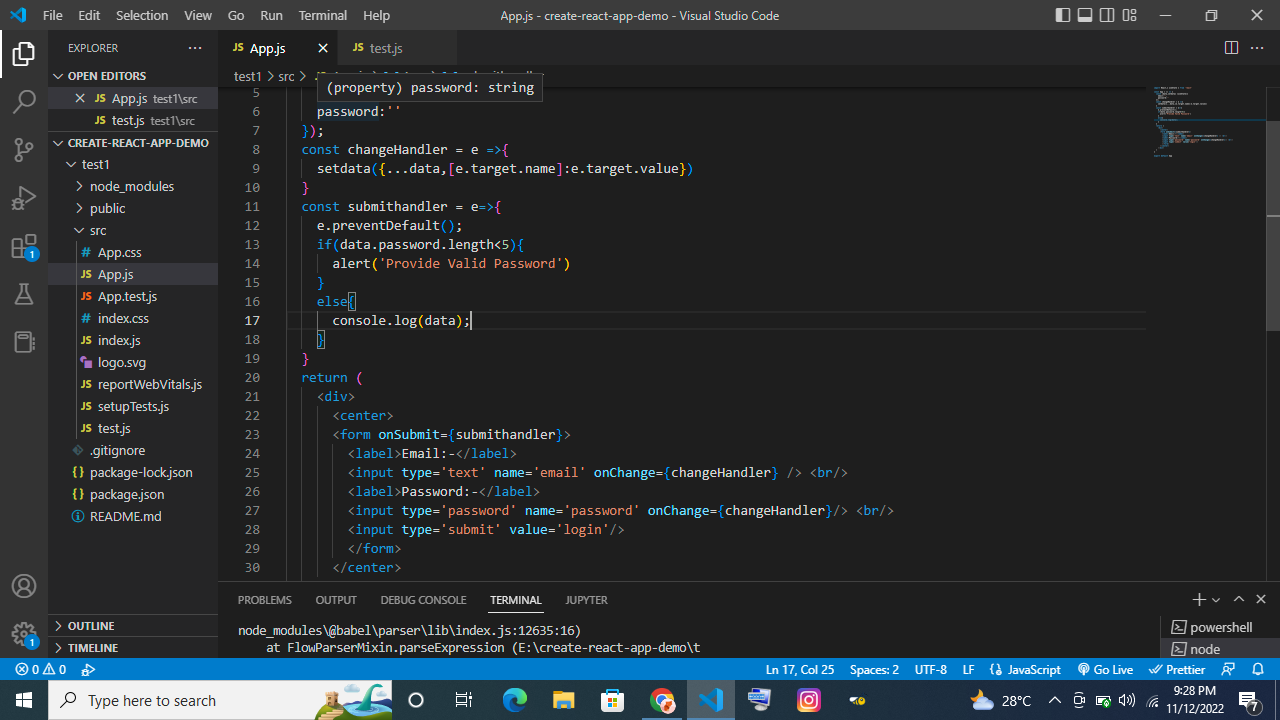 File Edit Selection View Go Run Terminal Help
App.js - create-react-app-demo - Visual Studio Code
EXPLORER
OPEN EDITORS
App.js test1\src
test.js test1\src
CREATE-REACT-APP-DEMO
test1
node_modules
public
src
App.css
App.js
App.test.js
index.css
index.js
logo.svg
reportWebVitals.js
setupTests.js
test.js
.gitignore
package-lock.json
package.json
README.md
OUTLINE
TIMELINE
1
1
JS App.js
JS test.js
test1 > src >
(property) password: string
5
6 password:''
7 });
8 const changeHandler = e =>{
9 setdata({...data,[e.target.name]:e.target.value})
10 }
11 const submithandler = e=>{
12 e.preventDefault();
13 if(data.password.length<5){
14 alert('Provide Valid Password')
15 }
16 else{
17 console.log(data);
18 }
19 }
20 return (
21 <div>
22 <center>
23 <form onSubmit={submithandler}>
24 <label>Email:-</label>
25 <input type='text' name='email' onChange={changeHandler} /> <br/>
26 <label>Password:-</label>
27 <input type='password' name='password' onChange={changeHandler}/> <br/>
28 <input type='submit' value='login'/>
29 </form>
30 </center>
PROBLEMS OUTPUT DEBUG CONSOLE TERMINAL JUPYTER
node_modules\@babel\parser\lib\index.js:12635:16)
at FlowParserMixin.parseExpression (E:\create-react-app-demo\t
powershell
node
0 0
Ln 17, Col 25 Spaces: 2 UTF-8 LF JavaScript Go Live Prettier
Type here to search
28°C
9:28 PM
11/12/2022
7